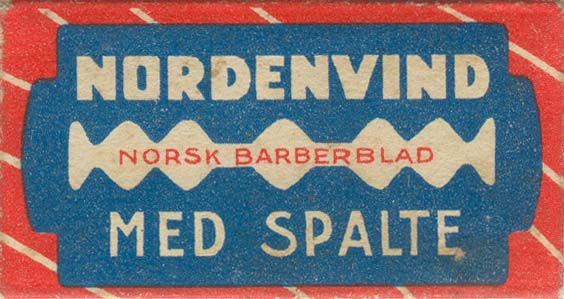 NORDENVIND
NORSK BARBERBLAD
MED SPALTE